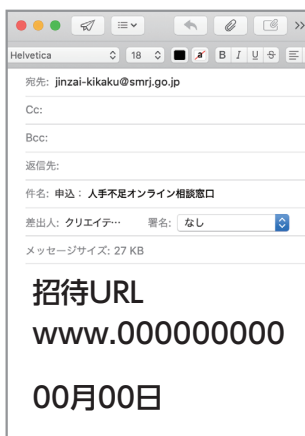 Helvetica 18 a B I U S
宛先: jinzai-kikaku@smrj.go.jp
Cc:
Bcc:
返信先:
件名: 申込： 人手不足オンライン相談窓口
差出人: クリエイテ… 署名: なし
メッセージサイズ: 27 KB
招待URL
www.000000000
00月00日